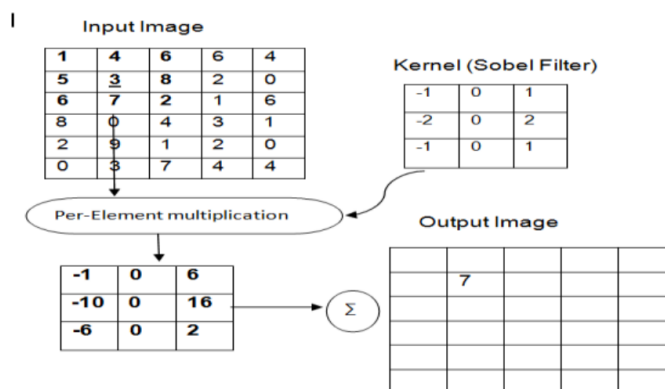 I
Input Image
1 4 6 6 4
5 3 8 2 0
6 7 2 1 6
8 0 4 3 1
2 9 1 2 0
0 3 7 4 4
Kernel (Sobel Filter)
-1 0 1
-2 0 2
-1 0 1
Per-Element multiplication
-1 0 6
-10 0 16
-6 0 2
Σ
Output Image
7